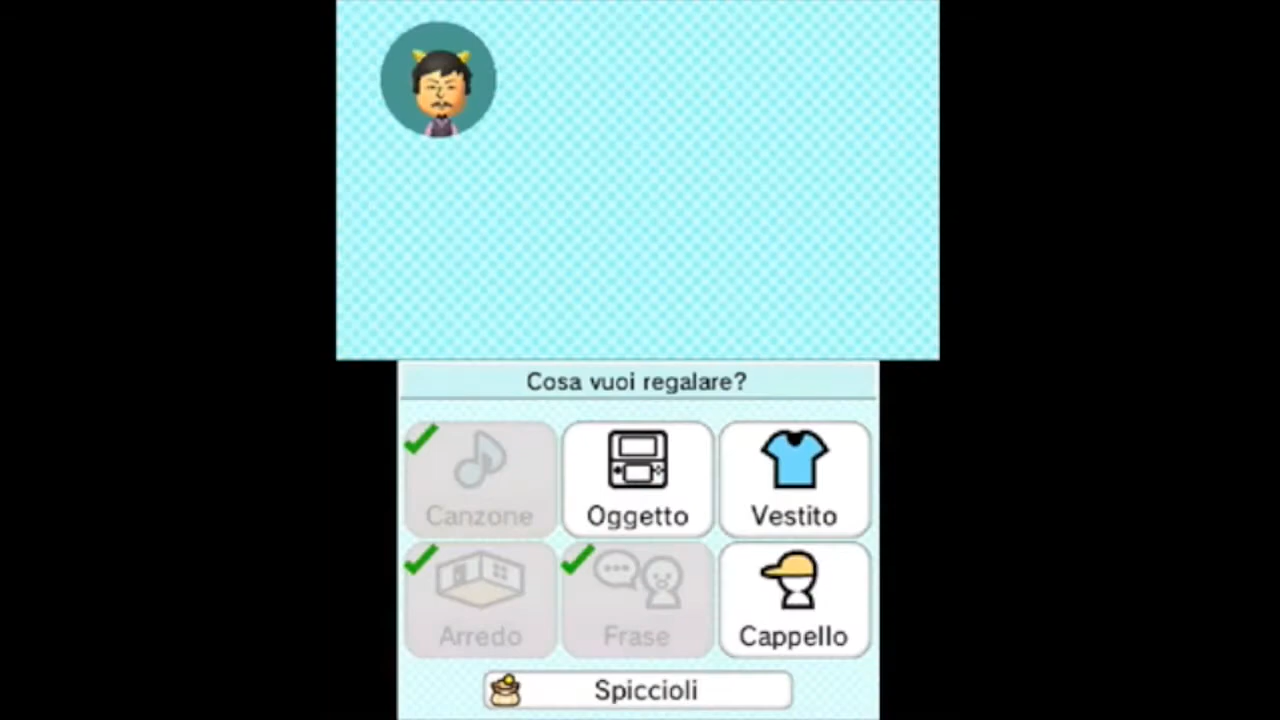 Cosa vuoi regalare?
Canzone
Oggetto
Vestito
Arredo
Frase
Cappello
Spiccioli